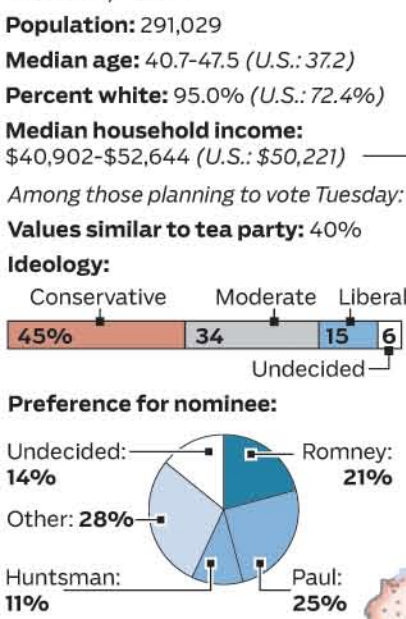 Population: 291,029
Median age: 40.7-47.5 (U.S.: 37.2)
Percent white: 95.0% (U.S.: 72.4%)
Median household income:
$40,902-$52,644 (U.S.: $50,221)
Among those planning to vote Tuesday:
Values similar to tea party: 40%
Ideology:
Conservative Moderate Liberal
45% 34 15 6
Undecided
Preference for nominee:
Undecided: 14%
Romney: 21%
Other: 28%
Huntsman: 11%
Paul: 25%